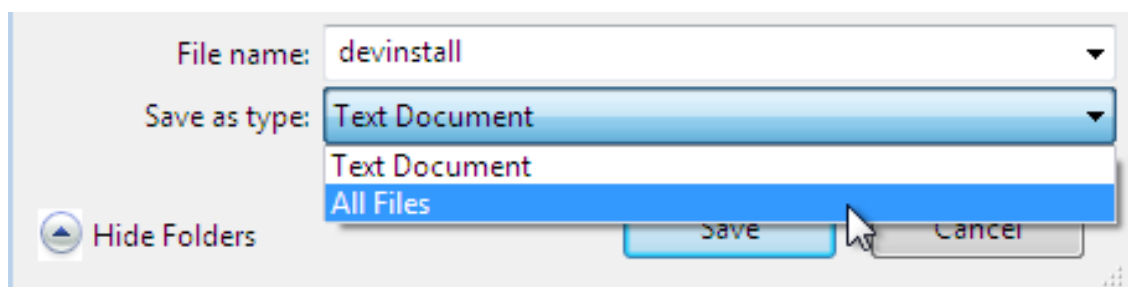 File name: devinstall
Save as type: Text Document
Text Document
All Files
Hide Folders
Save Cancel